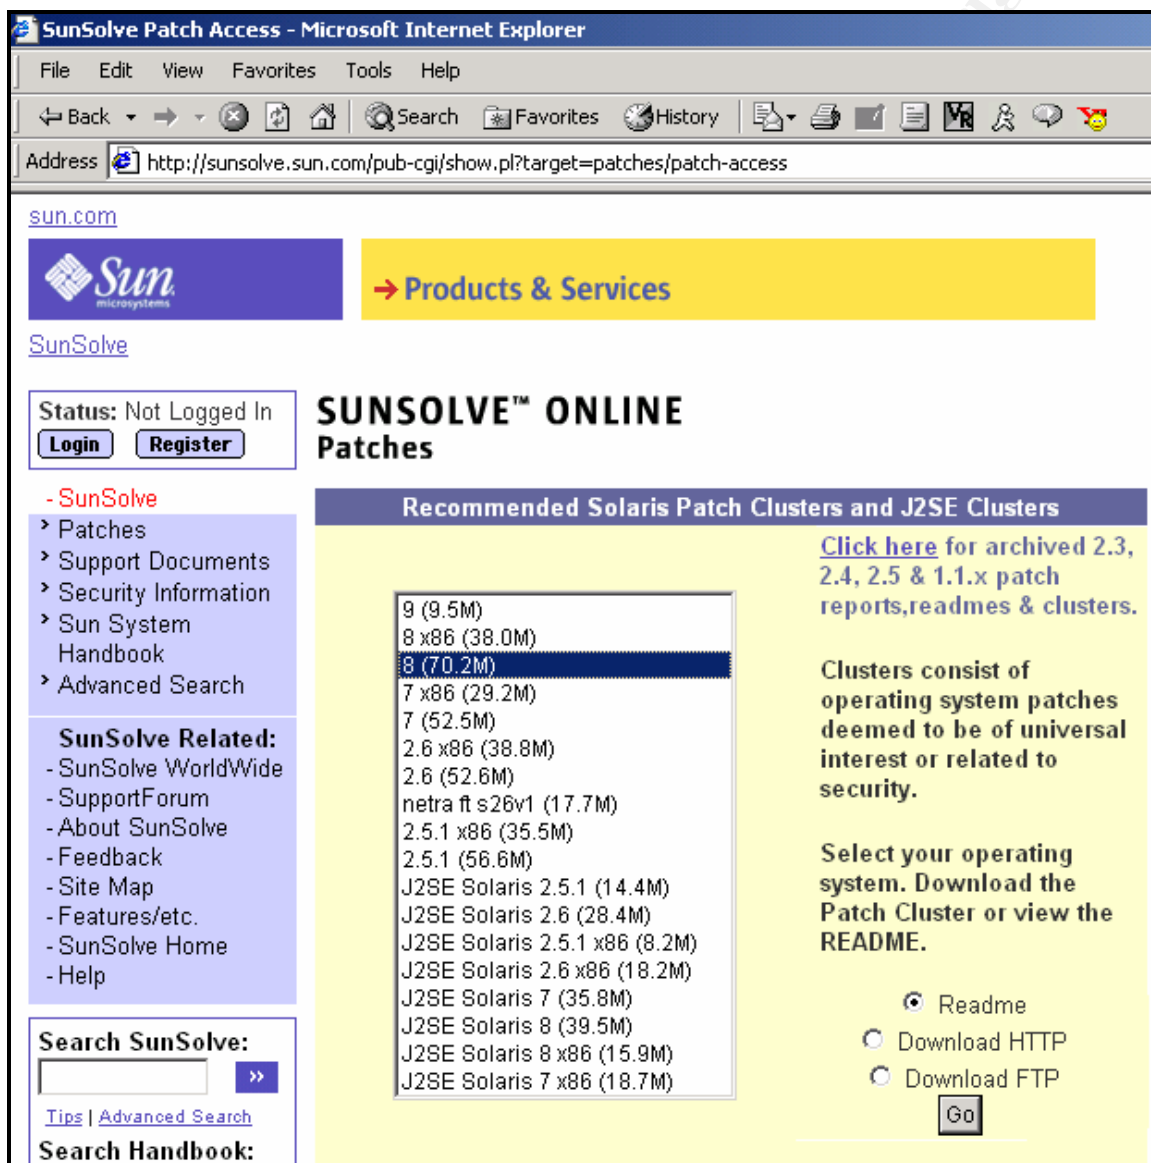 SunSolve Patch Access - Microsoft Internet Explorer
File Edit View Favorites Tools Help
Back Search Favorites History
Address http://sunsolve.sun.com/pub-cgi/show.pl?target=patches/patch-access
sun.com
Sun
microsystems
Products & Services
SunSolve
Status: Not Logged In
Login Register
- SunSolve
Patches
Support Documents
Security Information
Sun System
Handbook
Advanced Search
SunSolve Related:
- SunSolve WorldWide
- SupportForum
- About SunSolve
- Feedback
- Site Map
- Features/etc.
- SunSolve Home
- Help
Search SunSolve:
»
Tips | Advanced Search
Search Handbook:
SUNSOLVE™ ONLINE
Patches
Recommended Solaris Patch Clusters and J2SE Clusters
9 (9.5M)
8 x86 (38.0M)
8 (70.2M)
7 x86 (29.2M)
7 (52.5M)
2.6 x86 (38.8M)
2.6 (52.6M)
netra ft s26v1 (17.7M)
2.5.1 x86 (35.5M)
2.5.1 (56.6M)
J2SE Solaris 2.5.1 (14.4M)
J2SE Solaris 2.6 (28.4M)
J2SE Solaris 2.5.1 x86 (8.2M)
J2SE Solaris 2.6 x86 (18.2M)
J2SE Solaris 7 (35.8M)
J2SE Solaris 8 (39.5M)
J2SE Solaris 8 x86 (15.9M)
J2SE Solaris 7 x86 (18.7M)
Click here for archived 2.3,
2.4, 2.5 & 1.1.x patch
reports,readmes & clusters.
Clusters consist of
operating system patches
deemed to be of universal
interest or related to
security.
Select your operating
system. Download the
Patch Cluster or view the
README.
Readme
Download HTTP
Download FTP
Go